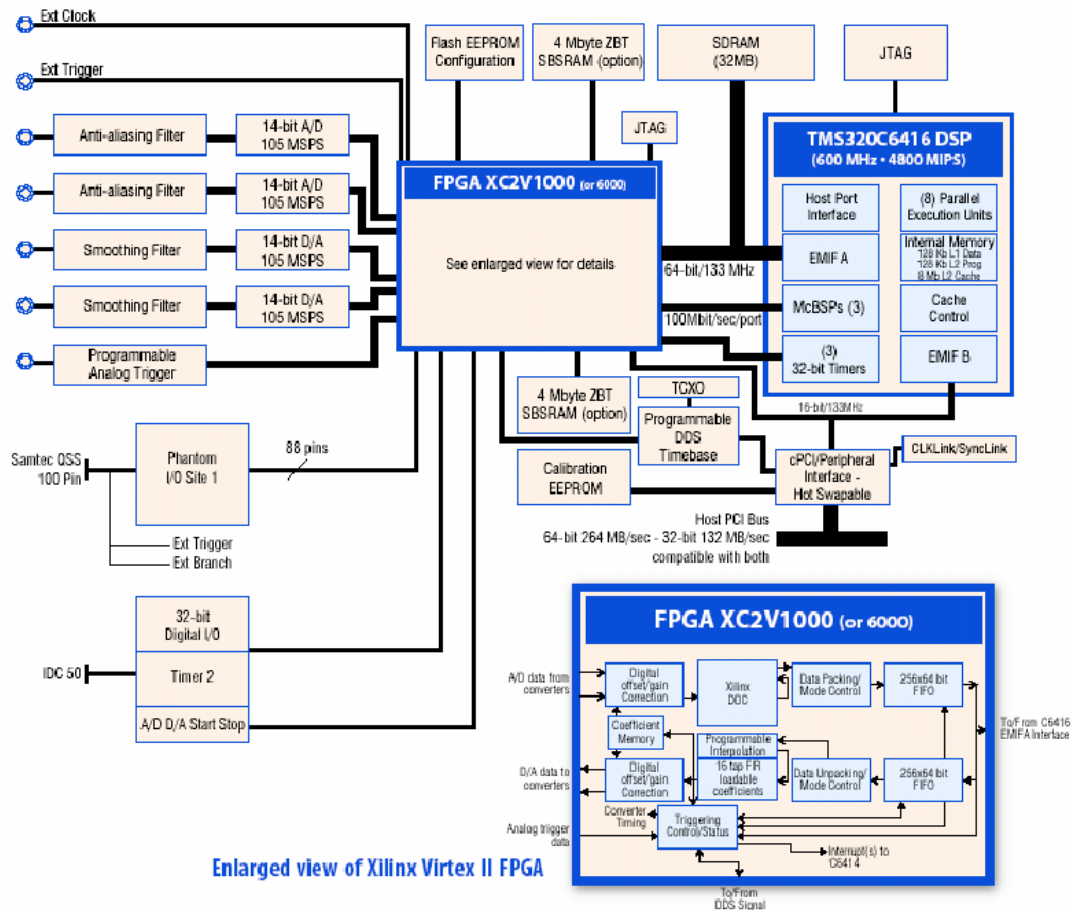 Ext Clock
Ext Trigger
Anti-aliasing Filter
14-bit A/D
105 MSPS
Anti-aliasing Filter
14-bit A/D
105 MSPS
Smoothing Filter
14-bit D/A
105 MSPS
Smoothing Filter
14-bit D/A
105 MSPS
Programmable
Analog Trigger
Flash EEPROM
Configuration
4 Mbyte ZBT
SBSRAM (option)
SDRAM
(32MB)
JTAG
JTAG
FPGA XC2V1000 (or 6000)
See enlarged view for details
64-bit/133 MHz
100Mbit/sec/port
TMS320C6416 DSP
(600 MHz • 4800 MIPS)
Host Port
Interface
(8) Parallel
Execution Units
EMIF A
Internal Memory
128 Kb L1 Data
128 Kb L2 Prog
8 Mb L2 Cache
McBSP's (3)
Cache
Control
(3)
32-bit Timers
EMIF B
16-bit/133MHz
4 Mbyte ZBT
SBSRAM (option)
TCXO
Programmable
DDS
Timebase
Calibration
EEPROM
cPCI/Peripheral
Interface -
Hot Swapable
CLKLink/SyncLink
Host PCI Bus
64-bit 264 MB/sec - 32-bit 132 MB/sec
compatible with both
Samtec QSS
100 Pin
Phantom
I/O Site 1
88 pins
Ext Trigger
Ext Branch
IDC 50
32-bit
Digital I/O
Timer 2
A/D D/A Start Stop
FPGA XC2V1000 (or 6000)
A/D data from
converters
Digital
offset/gain
Correction
Xilinx
DDC
Data Packing/
Mode Control
256x64 bit
FIFO
To/From C6416
EMIFA Interface
Coefficient
Memory
Programmable
Interpolation
D/A data to
converters
Digital
offset/gain
Correction
16 tap FIR
loadable
coefficients
Data Unpacking/
Mode Control
256x64 bit
FIFO
Converter
Timing
Analog trigger
data
Triggering
Control/Status
Interrupt(s) to
'C6414
To/From
DDS Signal
Enlarged view of Xilinx Virtex II FPGA